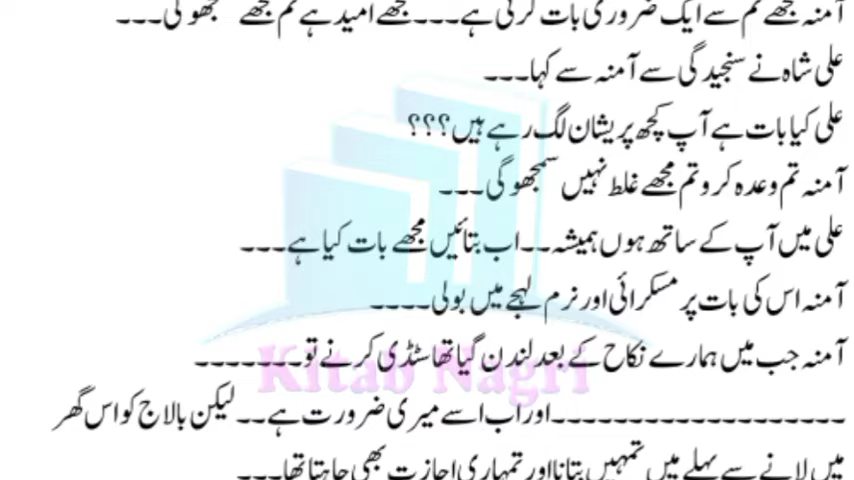 آمنہ مجھے تم سے ایک ضروری بات کرنی ہے۔۔۔ مجھے امید ہے تم مجھے سمجھو گی۔۔۔
علی شاہ نے سنجیدگی سے آمنہ سے کہا۔۔۔
علی کیا بات ہے آپ کچھ پریشان لگ رہے ہیں؟؟؟
آمنہ تم وعدہ کرو تم مجھے غلط نہیں سمجھو گی۔۔۔
علی میں آپ کے ساتھ ہوں ہمیشہ۔۔ اب بتائیں مجھے بات کیا ہے۔۔۔
آمنہ اس کی بات پر مسکرائی اور نرم لہجے میں بولی۔۔۔۔
آمنہ جب میں ہمارے نکاح کے بعد لندن گیا تھا سٹڈی کرنے تو۔۔۔۔۔۔۔
Kitab Nagri
۔۔۔۔۔۔۔۔۔۔۔۔۔۔۔۔۔۔۔۔۔۔۔ اور اب اسے میری ضرورت ہے۔۔ لیکن بالاج کو اس گھر
میں لانے سے پہلے میں تمہیں بتانا اور تمہاری اجازت بھی چاہتا تھا۔۔۔